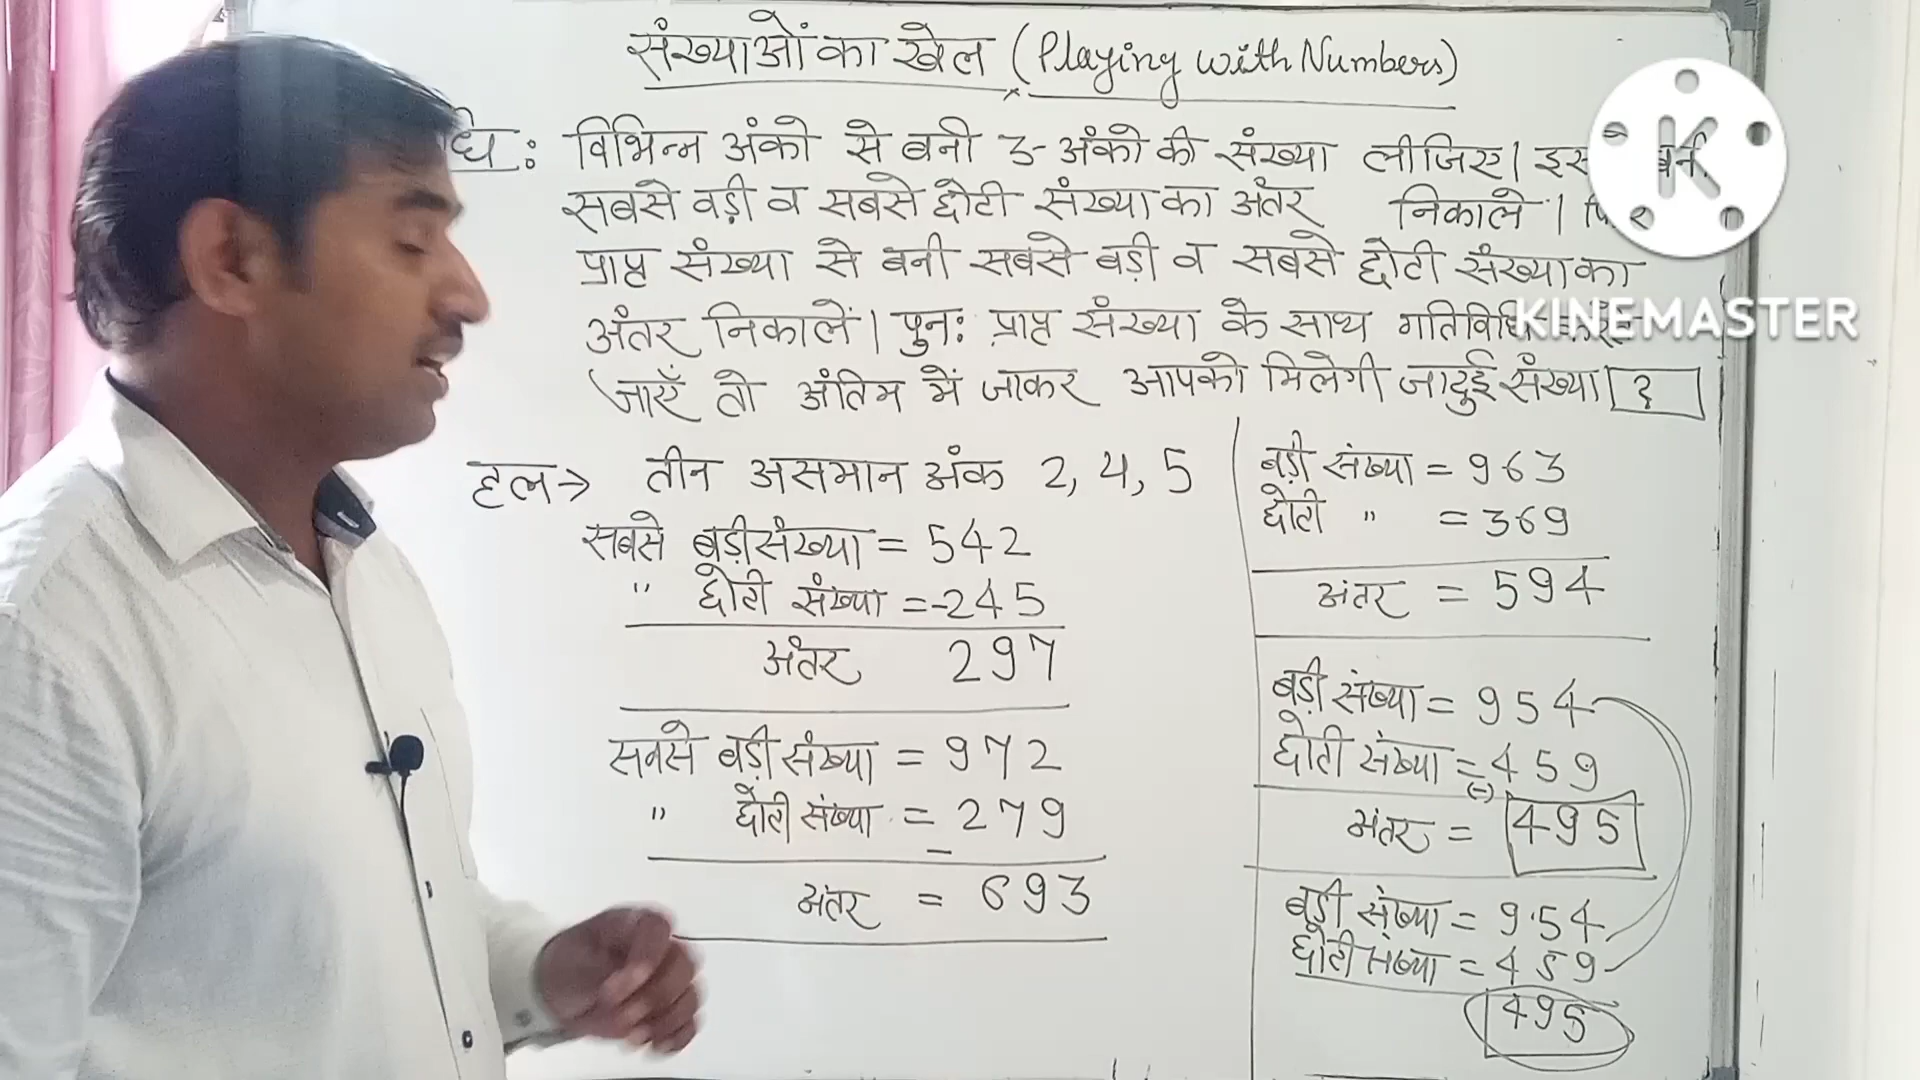 संख्याओं का खेल (Playing with Numbers)
विभिन्न अंको से बनी 3-अंको की संख्या लीजिए। इस
सबसे बड़ी व सबसे छोटी संख्या का अंतर निकाले।
प्राप्त संख्या से बनी सबसे बड़ी व सबसे छोटी संख्या का
अंतर निकालें। पुनः प्राप्त संख्या के साथ
जाएँ तो अंतिम में जाकर आपको मिलेगी जादुई संख्या। ?
हल→ तीन असमान अंक 2, 4, 5
सबसे बड़ी संख्या = 542
" छोटी संख्या = -245
अंतर 297
सबसे बड़ी संख्या = 972
" छोटी संख्या = 279
-
अंतर = 693
बड़ी संख्या = 963
छोटी " = 369
अंतर = 594
बड़ी संख्या = 954
छोटी संख्या = 459
(-)
अंतर = 495
बड़ी संख्या = 954
छोटी संख्या = 459
495
K
KINEMASTER